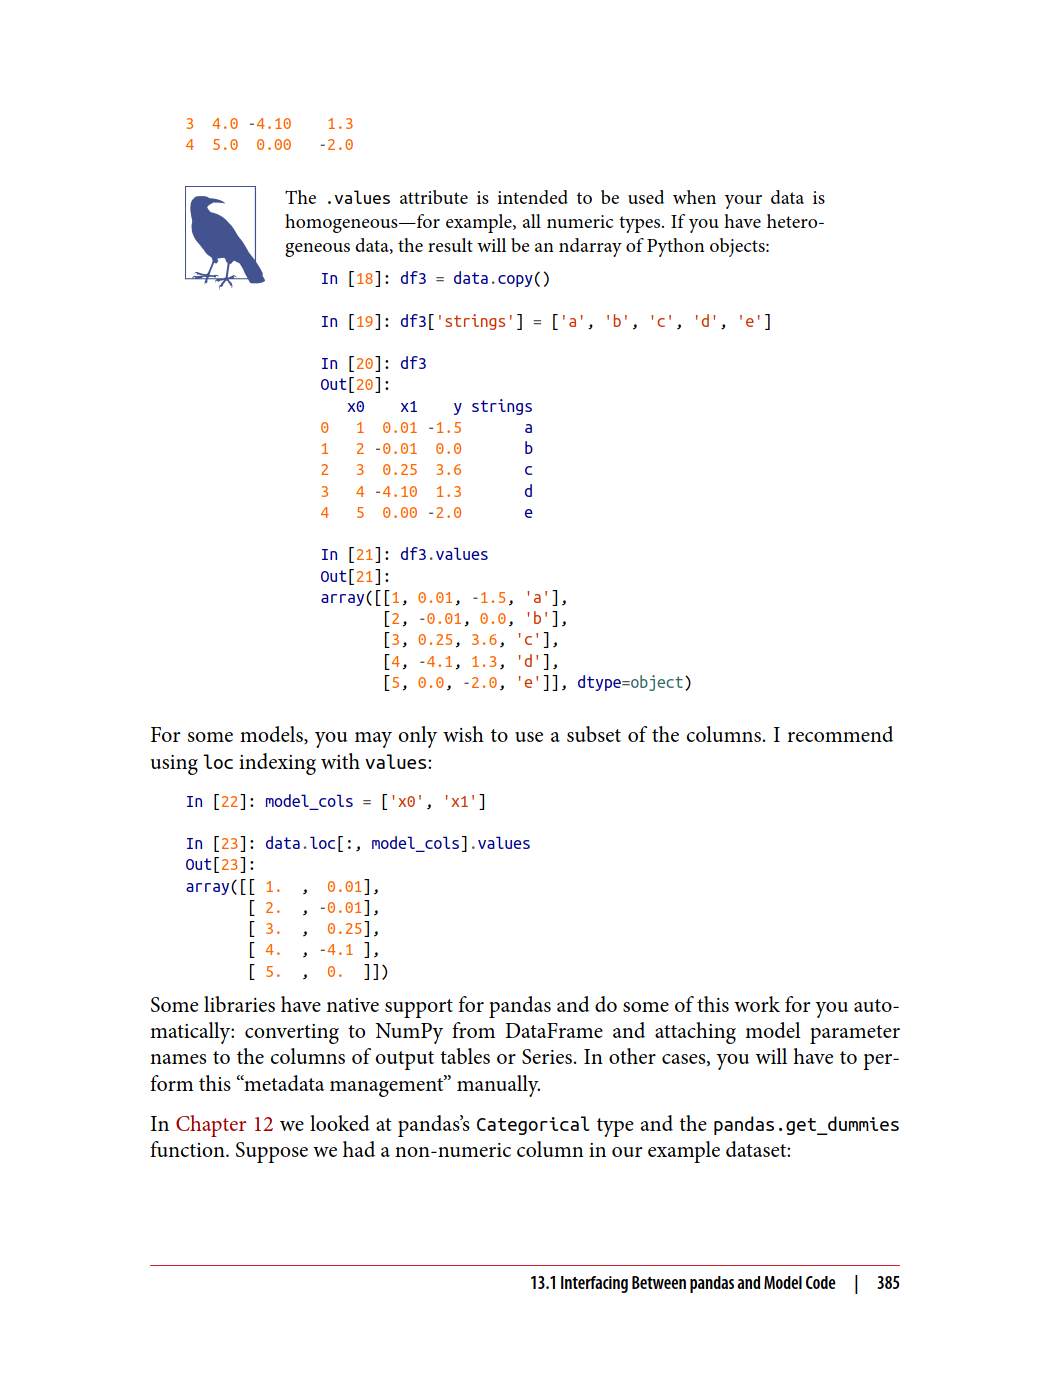 3  4.0 -4.10    1.3
4  5.0  0.00   -2.0
The .values attribute is intended to be used when your data is
homogeneous—for example, all numeric types. If you have hetero-
geneous data, the result will be an ndarray of Python objects:
In [18]: df3 = data.copy()
In [19]: df3['strings'] = ['a', 'b', 'c', 'd', 'e']
In [20]: df3
Out[20]:
   x0    x1    y strings
0   1  0.01 -1.5       a
1   2 -0.01  0.0       b
2   3  0.25  3.6       c
3   4 -4.10  1.3       d
4   5  0.00 -2.0       e
In [21]: df3.values
Out[21]:
array([[1, 0.01, -1.5, 'a'],
       [2, -0.01, 0.0, 'b'],
       [3, 0.25, 3.6, 'c'],
       [4, -4.1, 1.3, 'd'],
       [5, 0.0, -2.0, 'e']], dtype=object)
For some models, you may only wish to use a subset of the columns. I recommend
using loc indexing with values:
In [22]: model_cols = ['x0', 'x1']
In [23]: data.loc[:, model_cols].values
Out[23]:
array([[ 1.  ,  0.01],
       [ 2.  , -0.01],
       [ 3.  ,  0.25],
       [ 4.  , -4.1 ],
       [ 5.  ,  0.  ]])
Some libraries have native support for pandas and do some of this work for you auto-
matically: converting to NumPy from DataFrame and attaching model parameter
names to the columns of output tables or Series. In other cases, you will have to per-
form this “metadata management” manually.
In Chapter 12 we looked at pandas’s Categorical type and the pandas.get_dummies
function. Suppose we had a non-numeric column in our example dataset:
13.1 Interfacing Between pandas and Model Code | 385